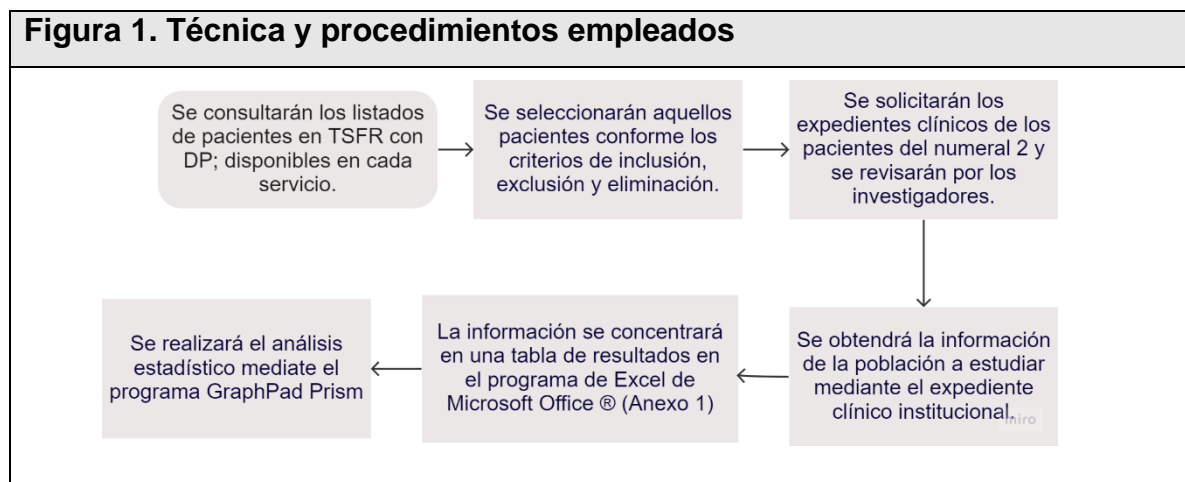 Figura 1. Técnica y procedimientos empleados
Se consultarán los listados
de pacientes en TSFR con
DP; disponibles en cada
servicio.
Se seleccionarán aquellos
pacientes conforme los
criterios de inclusión,
exclusión y eliminación.
Se solicitarán los
expedientes clínicos de los
pacientes del numeral 2 y
se revisarán por los
investigadores.
Se obtendrá la información
de la población a estudiar
mediante el expediente
clínico institucional.
miro
La información se concentrará
en una tabla de resultados en
el programa de Excel de
Microsoft Office ® (Anexo 1)
Se realizará el análisis
estadístico mediate el
programa GraphPad Prism